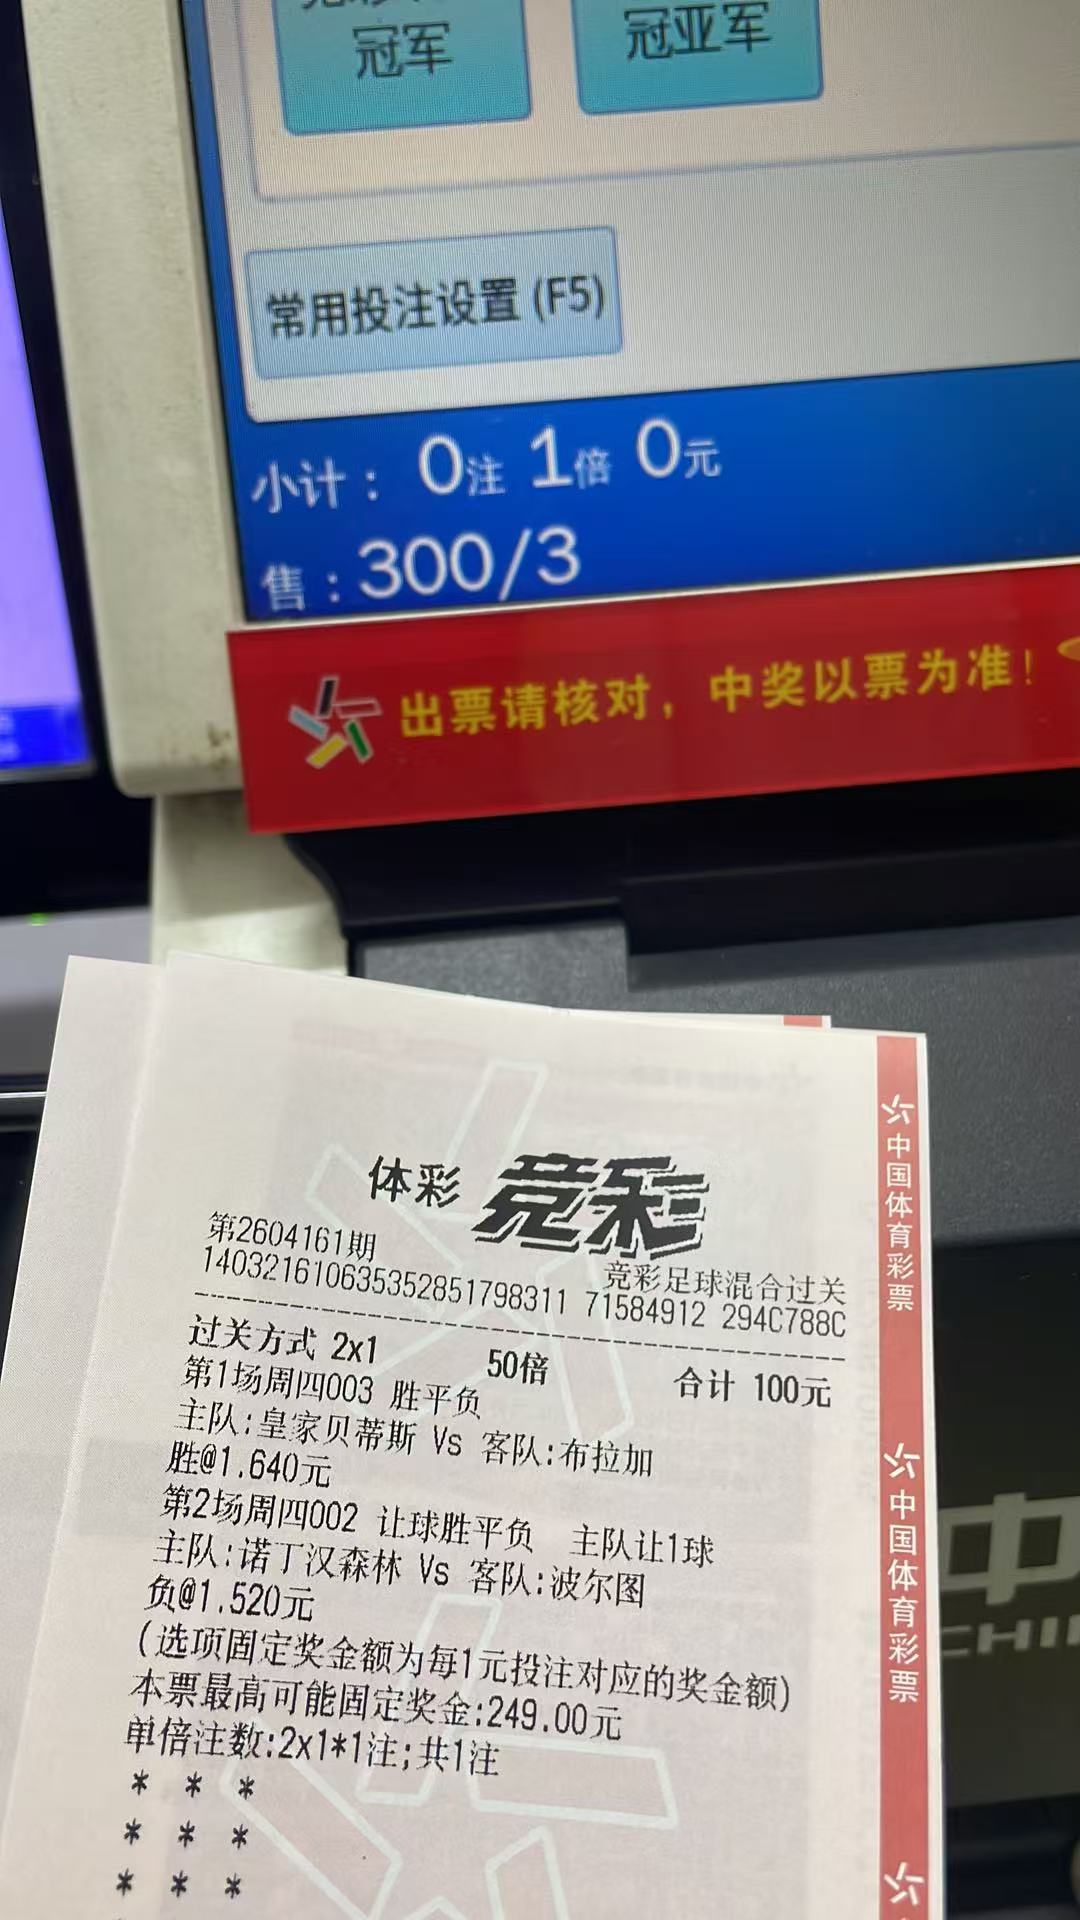 冠军
冠亚军
常用投注设置 (F5)
小计： 0注 1倍 0元
售：300/3
出票请核对，中奖以票为准！
体彩 竞彩
第2604161期
竞彩足球混合过关
140321610635352851798311 71584912 294C788C
过关方式 2x1 50倍 合计 100元
第1场周四003 胜平负
主队:皇家贝蒂斯 Vs 客队:布拉加
胜@1.640元
第2场周四002 让球胜平负 主队让1球
主队:诺丁汉森林 Vs 客队:波尔图
负@1.520元
(选项固定奖金额为每1元投注对应的奖金额)
本票最高可能固定奖金:249.00元
单倍注数:2x1*1注;共1注
* * *
* * *
* * *
中国体育彩票
中国体育彩票
中
CHI